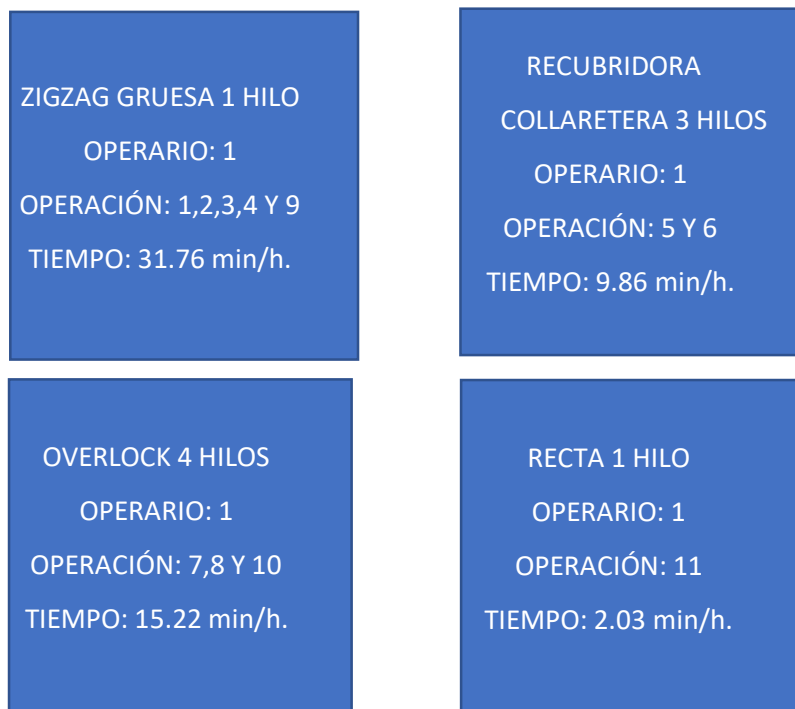 ZIGZAG GRUESA 1 HILO
OPERARIO: 1
OPERACIÓN: 1,2,3,4 Y 9
TIEMPO: 31.76 min/h.
RECUBRIDORA
COLLARETERA 3 HILOS
OPERARIO: 1
OPERACIÓN: 5 Y 6
TIEMPO: 9.86 min/h.
OVERLOCK 4 HILOS
OPERARIO: 1
OPERACIÓN: 7,8 Y 10
TIEMPO: 15.22 min/h.
RECTA 1 HILO
OPERARIO: 1
OPERACIÓN: 11
TIEMPO: 2.03 min/h.